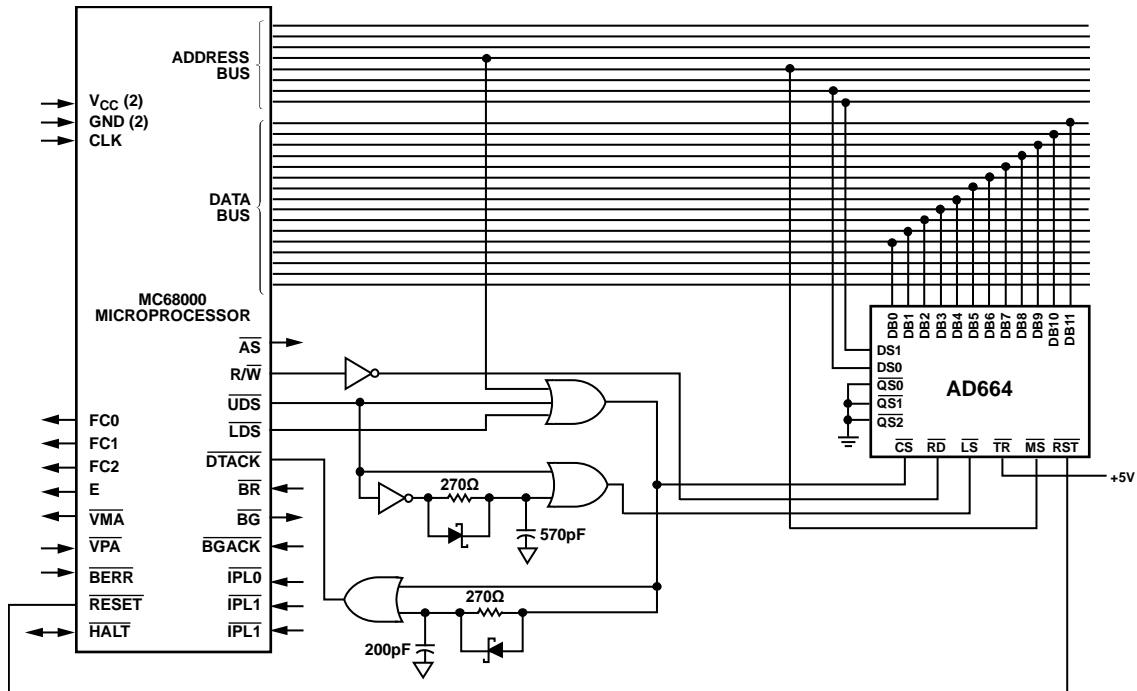 ADDRESS
BUS
VCC (2)
GND (2)
CLK
DATA
BUS
MC68000
MICROPROCESSOR
AS
R/W
UDS
LDS
DTACK
BR
BG
BGACK
IPL0
IPL1
IPL1
FC0
FC1
FC2
E
VMA
VPA
BERR
RESET
HALT
270Ω
570pF
270Ω
200pF
DB0
DB1
DB2
DB3
DB4
DB5
DB6
DB7
DB8
DB9
DB10
DB11
DS1
DS0
QS0
QS1
QS2
AD664
CS
RD
LS
TR
MS
RST
+5V